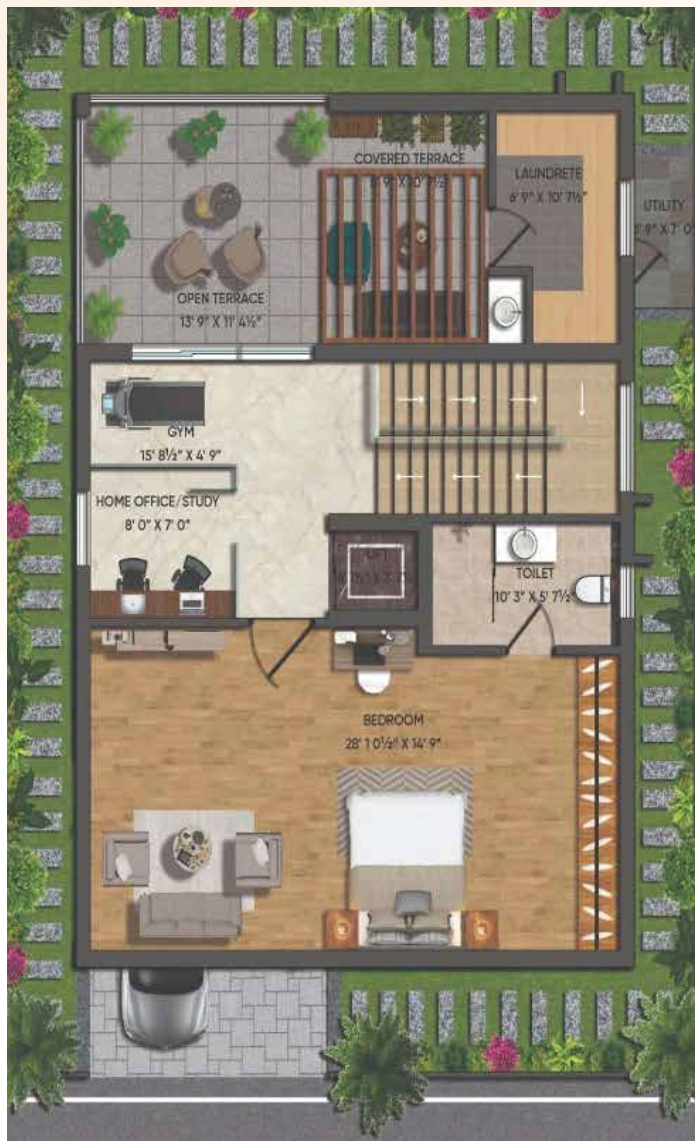 COVERED TERRACE
LAUNDRETE
6' 9" X 10' 7½"
UTILITY
OPEN TERRACE
13' 9" X 11' 4½"
GYM
15' 8½" X 4' 9"
HOME OFFICE/STUDY
8' 0" X 7' 0"
TOILET
10' 3" X 5' 7½"
BEDROOM
28' 1 0½" X 14' 9"